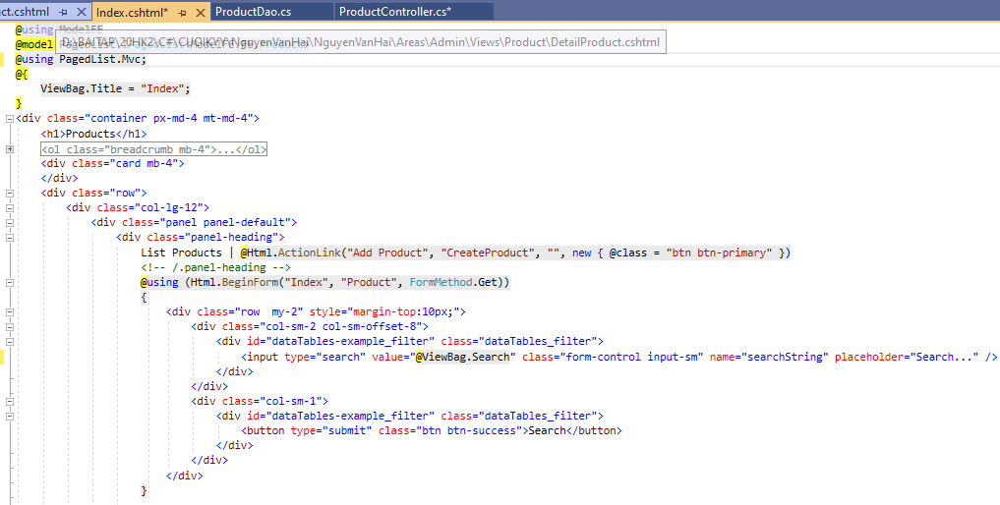 ct.cshtml Index.cshtml* ProductDao.cs ProductController.cs*
@using ModelFE
@model
D:\BAITAP\20HK2\C#\CUOIKYY\NguyenVanHai\NguyenVanHai\Areas\Admin\Views\Product\DetailProduct.cshtml
@using PagedList.Mvc;
@{
ViewBag.Title = "Index";
}
<div class="container px-md-4 mt-md-4">
<h1>Products</h1>
<ol class="breadcrumb mb-4">...</ol>
<div class="card mb-4">
</div>
<div class="row">
<div class="col-lg-12">
<div class="panel panel-default">
<div class="panel-heading">
List Products | @Html.ActionLink("Add Product", "CreateProduct", "", new { @class = "btn btn-primary" })
<!-- /.panel-heading -->
@using (Html.BeginForm("Index", "Product", FormMethod.Get))
{
<div class="row  my-2" style="margin-top:10px;">
<div class="col-sm-2 col-sm-offset-8">
<div id="dataTables-example_filter" class="dataTables_filter">
<input type="search" value="@ViewBag.Search" class="form-control input-sm" name="searchString" placeholder="Search..." />
</div>
</div>
<div class="col-sm-1">
<div id="dataTables-example_filter" class="dataTables_filter">
<button type="submit" class="btn btn-success">Search</button>
</div>
</div>
</div>
}